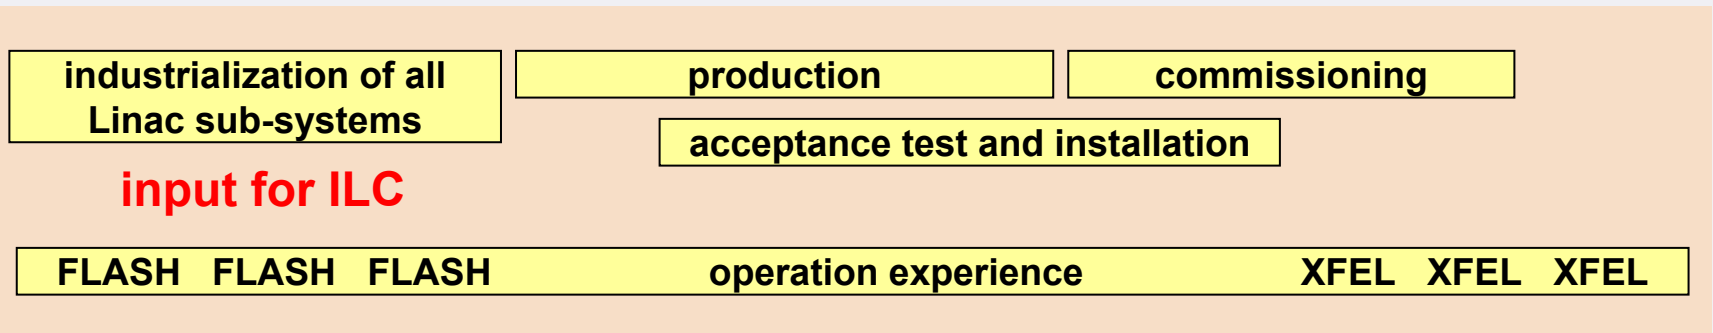 industrialization of all
Linac sub-systems
production
commissioning
acceptance test and installation
input for ILC
FLASH FLASH FLASH operation experience XFEL XFEL XFEL